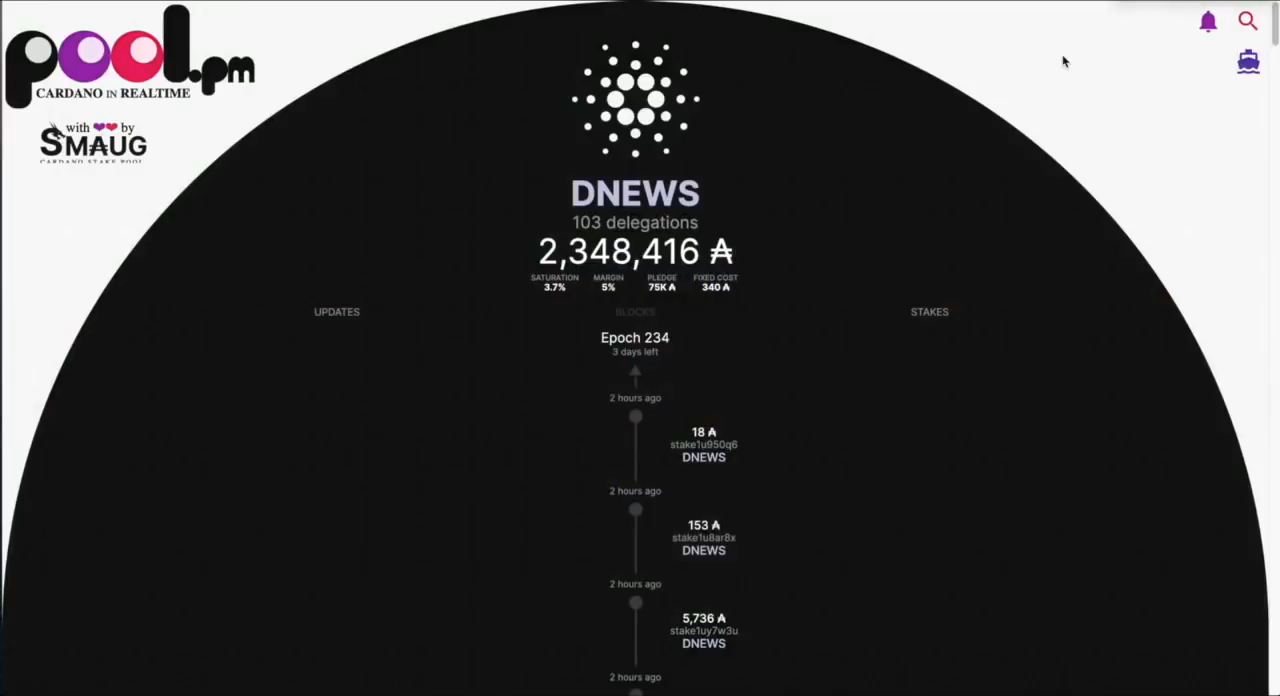 pool.pm
CARDANO IN REALTIME
with by
SMAUG
CARDANO STAKE POOL
DNEWS
103 delegations
2,348,416 ₳
SATURATION MARGIN PLEDGE FIXED COST
3.7% 5% 75K ₳ 340 ₳
UPDATES BLOCKS STAKES
Epoch 234
3 days left
2 hours ago
18 ₳
stake1u950q6
DNEWS
2 hours ago
153 ₳
stake1u8ar8x
DNEWS
2 hours ago
5,736 ₳
stake1uy7w3u
DNEWS
2 hours ago